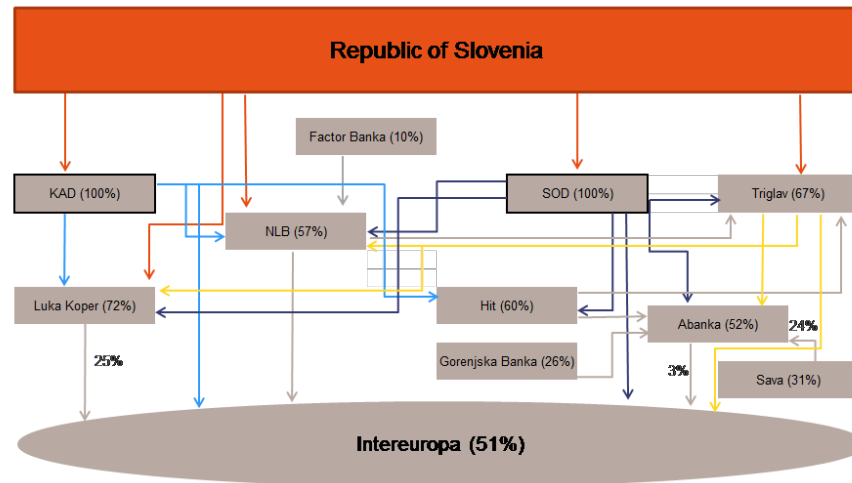 Republic of Slovenia
Factor Banka (10%)
KAD (100%)
SOD (100%)
Triglav (67%)
NLB (57%)
Luka Koper (72%)
Hit (60%)
Abanka (52%)
24%
25%
Gorenjska Banka (26%)
3%
Sava (31%)
Intereuropa (51%)